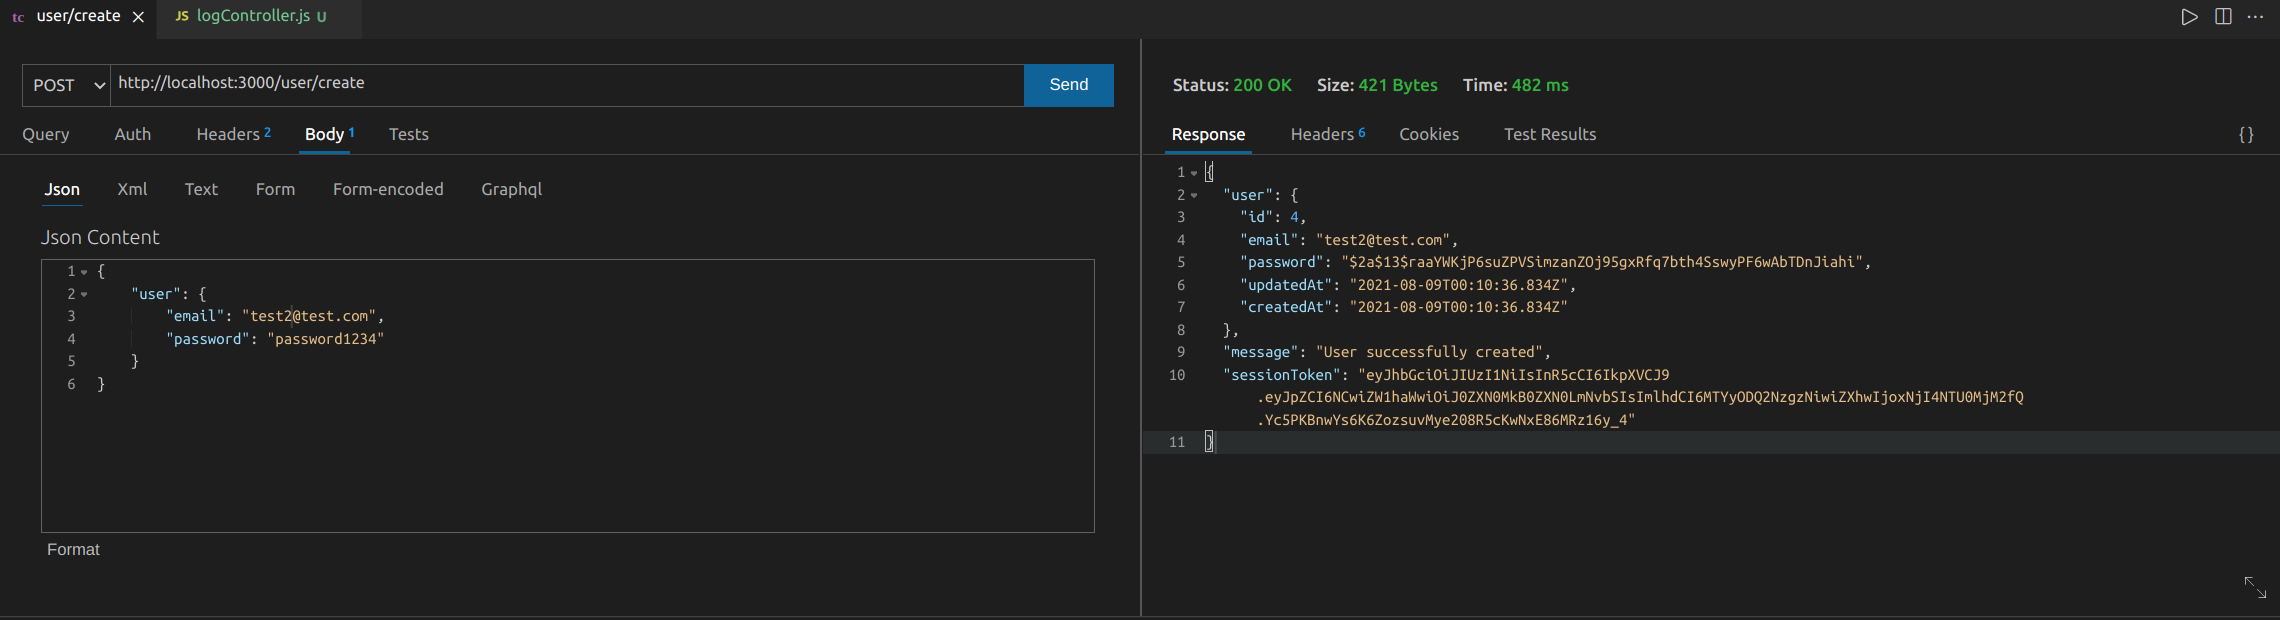 tc user/create × JS logController.js U
POST http://localhost:3000/user/create Send
Query Auth Headers 2 Body 1 Tests
Json Xml Text Form Form-encoded Graphql
Json Content
1 {
2 "user": {
3 "email": "test2@test.com",
4 "password": "password1234"
5 }
6 }
Format
Status: 200 OK Size: 421 Bytes Time: 482 ms
Response Headers 6 Cookies Test Results {}
1 {
2 "user": {
3 "id": 4,
4 "email": "test2@test.com",
5 "password": "$2a$13$raaYWKjP6suZPVSimzanZOj95gxRfq7bth4SswyPF6wAbTDnJiahi",
6 "updatedAt": "2021-08-09T00:10:36.834Z",
7 "createdAt": "2021-08-09T00:10:36.834Z"
8 },
9 "message": "User successfully created",
10 "sessionToken": "eyJhbGciOiJIUzI1NiIsInR5cCI6IkpXVCJ9
.eyJpZCI6NCwiZW1haWwiOiJ0ZXN0MkB0ZXN0LmNvbSIsImlhdCI6MTYyODQ2NzgzNiwiZXhwIjoxNjI4NTU0MjM2fQ
.Yc5PKBnwYs6K6ZozsuvMye208R5cKwNxE86MRz16y_4"
11 }